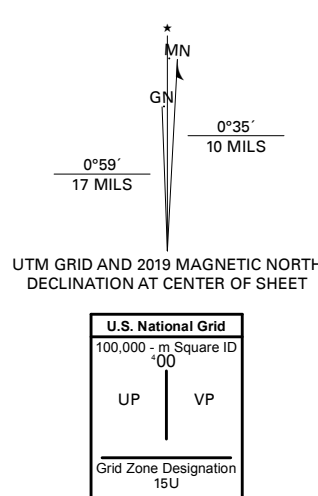 ★
MN
GN
0°35´
10 MILS
0°59´
17 MILS
UTM GRID AND 2019 MAGNETIC NORTH
DECLINATION AT CENTER OF SHEET
U.S. National Grid
100,000 - m Square ID
⁴00
UP VP
Grid Zone Designation
15U